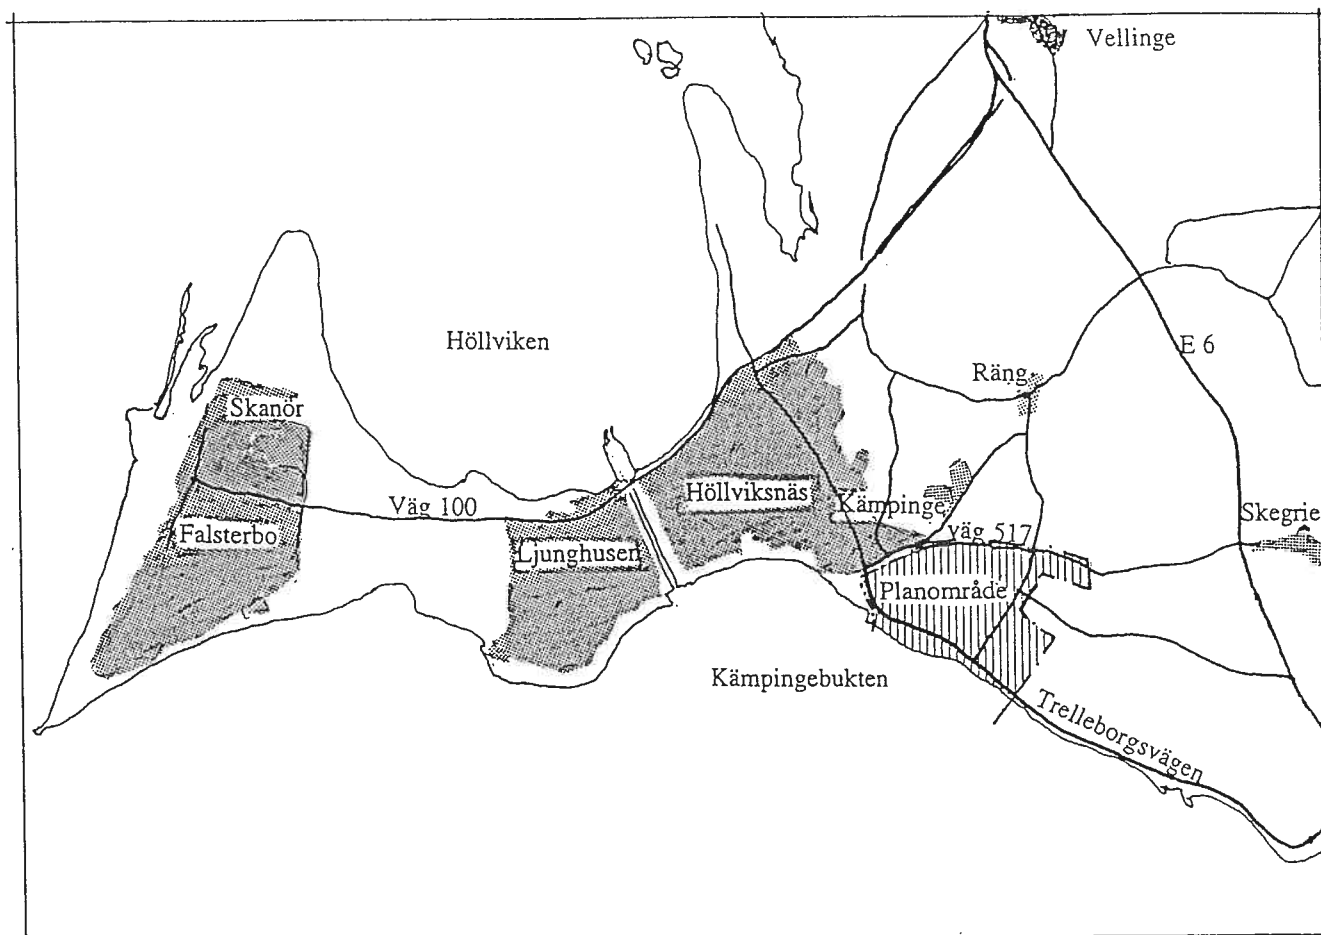 Vellinge
Höllviken
E 6
Räng
Skanör
Väg 100
Höllviksnäs
Kämpinge
Skegrie
Falsterbo
Ljunghusen
väg 517
Planområde
Kämpingebukten
Trelleborgsvägen